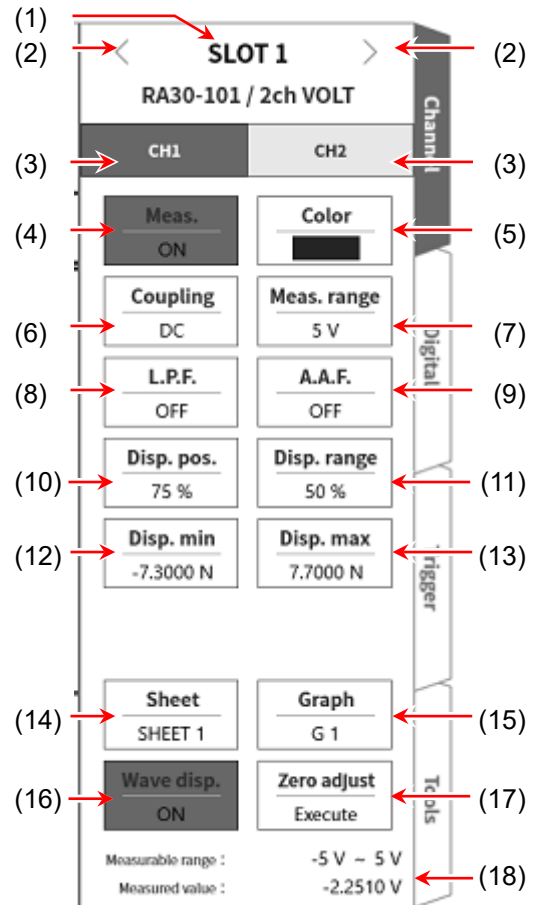 (1)
(2) < SLOT 1 > (2)
RA30-101 / 2ch VOLT
Channel
(3) CH1 CH2 (3)
(4) Meas. Color (5)
ON
(6) Coupling Meas. range (7)
DC 5 V
Digital
(8) L.P.F. A.A.F. (9)
OFF OFF
(10) Disp. pos. Disp. range (11)
75 % 50 %
(12) Disp. min Disp. max (13)
-7.3000 N 7.7000 N
Trigger
(14) Sheet Graph (15)
SHEET 1 G 1
(16) Wave disp. Zero adjust (17)
ON Execute
Tools
Measurable range : -5 V ~ 5 V
Measured value : -2.2510 V (18)